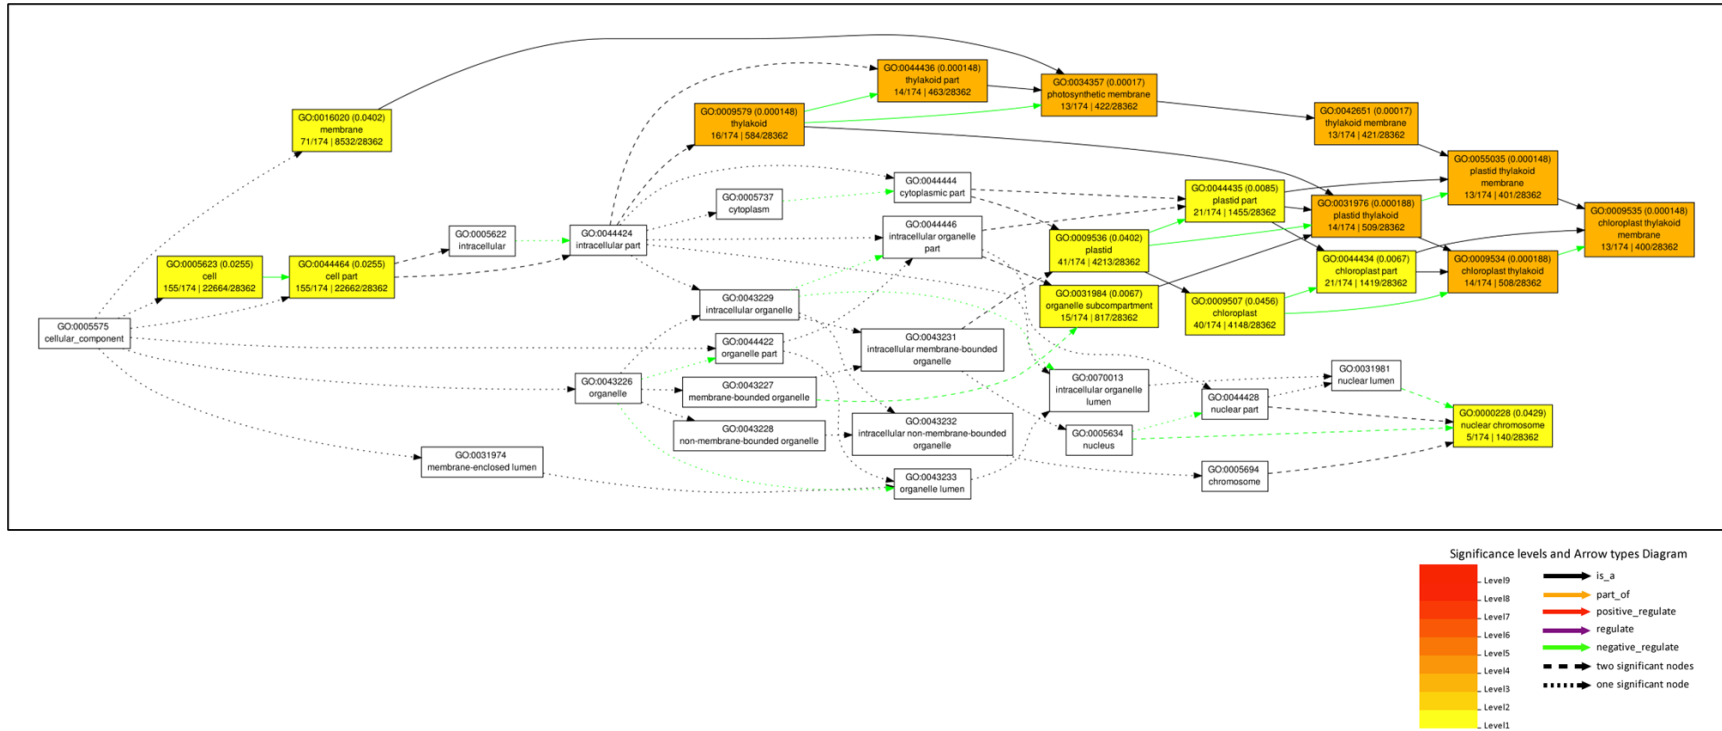 GO:0044436 (0.000148)
thylakoid part
14/174 | 463/28362
GO:0034357 (0.00017)
photosynthetic membrane
13/174 | 422/28362
GO:0016020 (0.0402)
membrane
71/174 | 8532/28362
GO:0009579 (0.000148)
thylakoid
16/174 | 584/28362
GO:0042651 (0.00017)
thylakoid membrane
13/174 | 421/28362
GO:0055035 (0.000148)
plastid thylakoid
membrane
13/174 | 401/28362
GO:0044444
cytoplasmic part
GO:0005737
cytoplasm
GO:0044435 (0.0085)
plastid part
21/174 | 1455/28362
GO:0031976 (0.000188)
plastid thylakoid
14/174 | 509/28362
GO:0009535 (0.000148)
chloroplast thylakoid
membrane
13/174 | 400/28362
GO:0005622
intracellular
GO:0044424
intracellular part
GO:0044446
intracellular organelle
part
GO:0009536 (0.0402)
plastid
41/174 | 4213/28362
GO:0005623 (0.0255)
cell
155/174 | 22664/28362
GO:0044464 (0.0255)
cell part
155/174 | 22662/28362
GO:0044434 (0.0067)
chloroplast part
21/174 | 1419/28362
GO:0009534 (0.000188)
chloroplast thylakoid
14/174 | 508/28362
GO:0043229
intracellular organelle
GO:0031984 (0.0067)
organelle subcompartment
15/174 | 817/28362
GO:0009507 (0.0456)
chloroplast
40/174 | 4148/28362
GO:0005575
cellular_component
GO:0044422
organelle part
GO:0043231
intracellular membrane-bounded
organelle
GO:0043226
organelle
GO:0043227
membrane-bounded organelle
GO:0070013
intracellular organelle
lumen
GO:0031981
nuclear lumen
GO:0044428
nuclear part
GO:0043228
non-membrane-bounded organelle
GO:0043232
intracellular non-membrane-bounded
organelle
GO:0005634
nucleus
GO:0000228 (0.0429)
nuclear chromosome
5/174 | 140/28362
GO:0031974
membrane-enclosed lumen
GO:0043233
organelle lumen
GO:0005694
chromosome
Significance levels and Arrow types Diagram
Level9
Level8
Level7
Level6
Level5
Level4
Level3
Level2
Level1
is_a
part_of
positive_regulate
regulate
negative_regulate
two significant nodes
one significant node